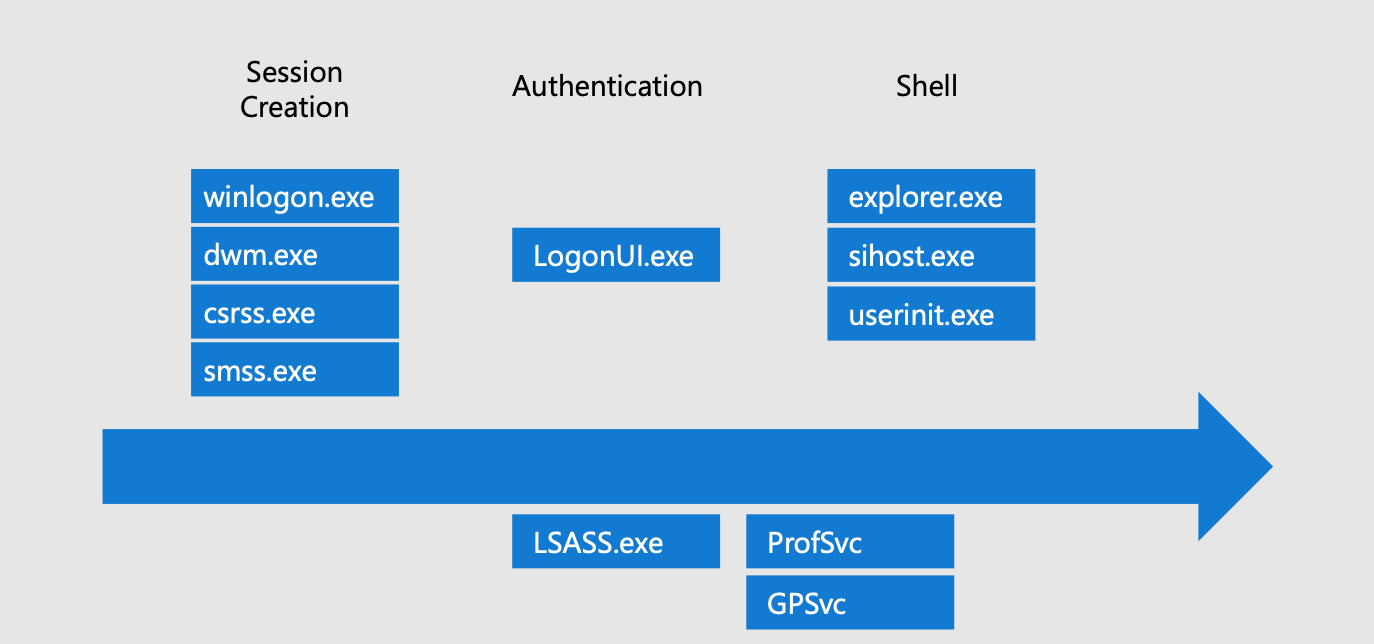 Session
Creation
Authentication
Shell
winlogon.exe
dwm.exe
csrss.exe
smss.exe
LogonUI.exe
explorer.exe
sihost.exe
userinit.exe
LSASS.exe
ProfSvc
GPSvc